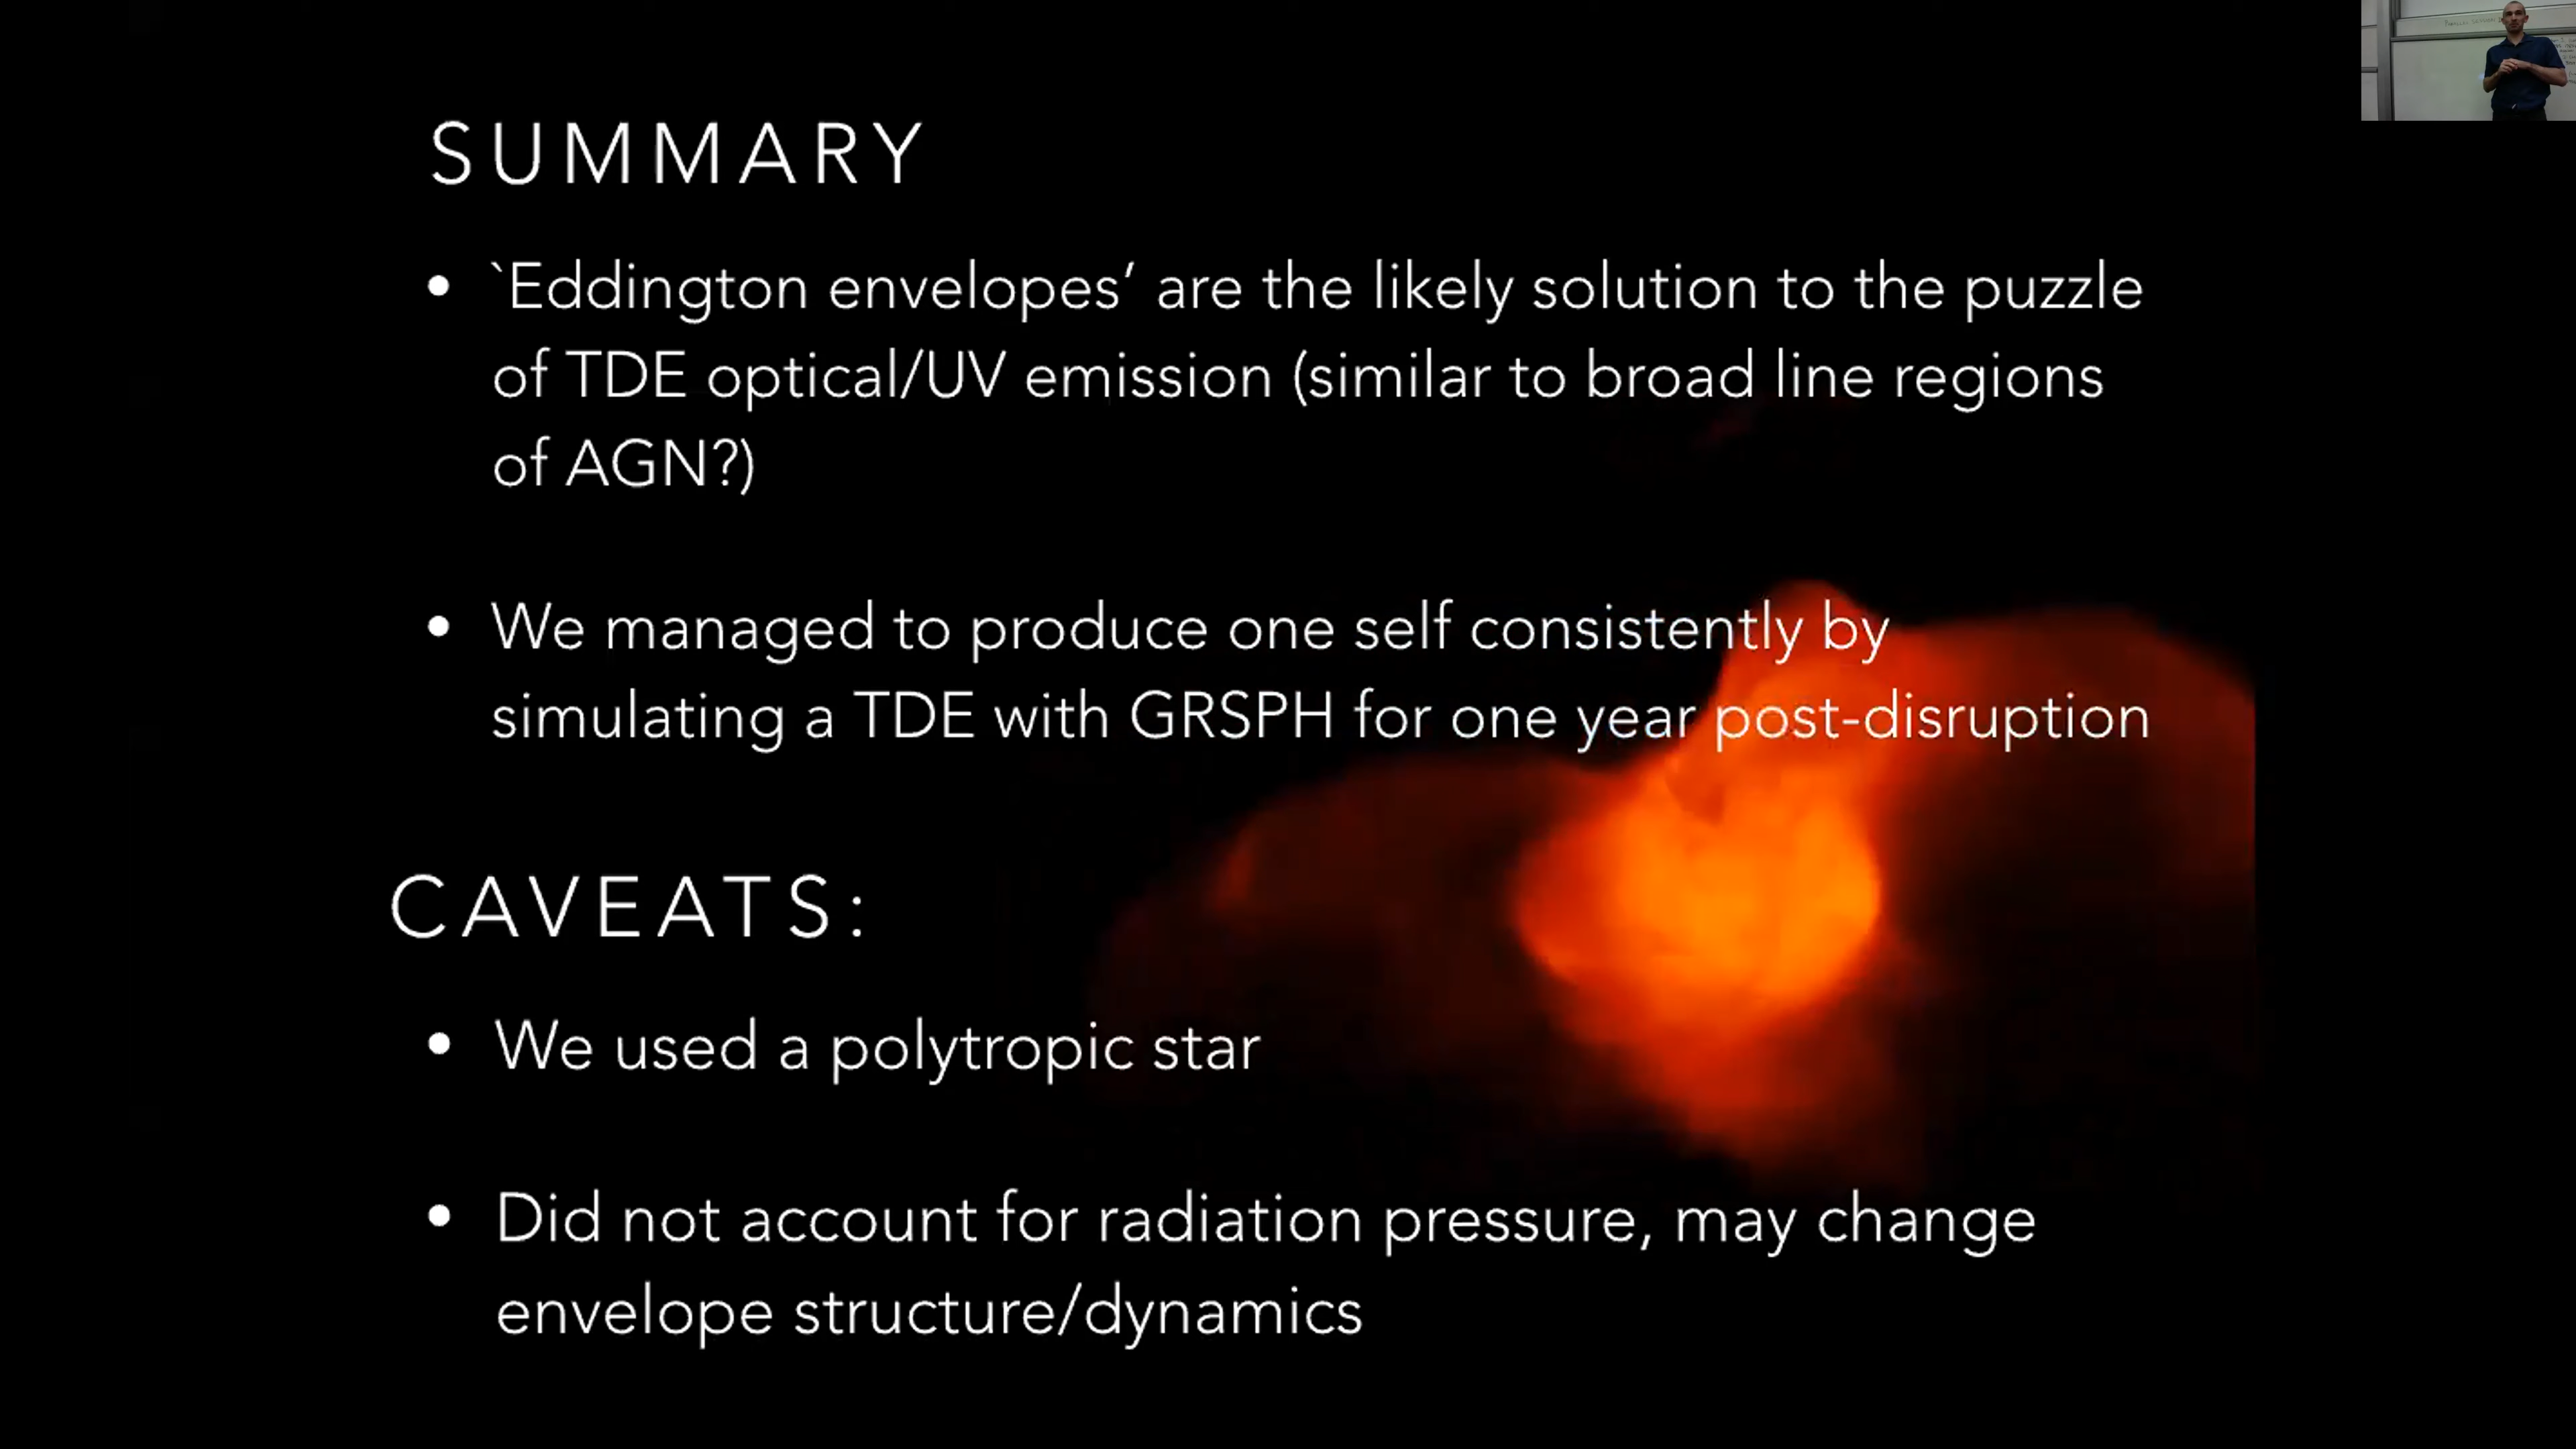 SUMMARY
• `Eddington envelopes’ are the likely solution to the puzzle
of TDE optical/UV emission (similar to broad line regions
of AGN?)
• We managed to produce one self consistently by
simulating a TDE with GRSPH for one year post-disruption
CAVEATS:
• We used a polytropic star
• Did not account for radiation pressure, may change
envelope structure/dynamics